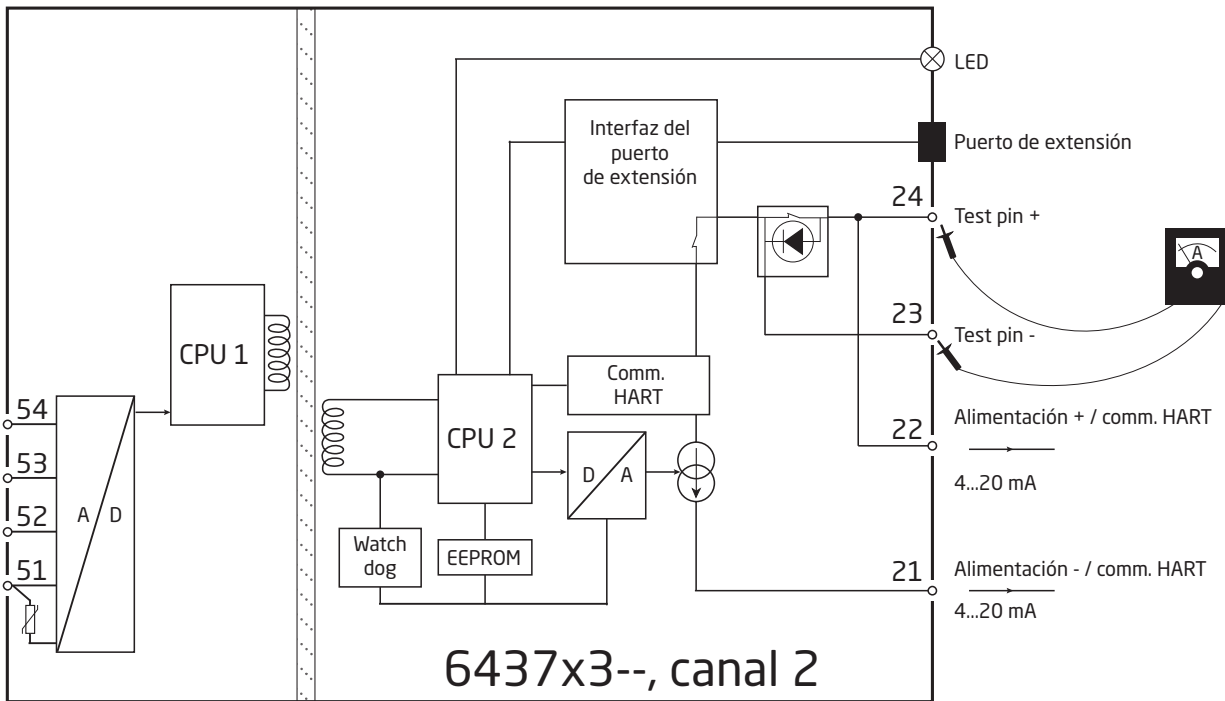 LED
Interfaz del
puerto
de extensión
Puerto de extensión
24
Test pin +
A
23
Test pin -
CPU 1
Comm.
HART
54
Alimentación + / comm. HART
22
CPU 2
53
4...20 mA
D / A
52
A / D
Watch
dog
EEPROM
51
21
Alimentación - / comm. HART
4...20 mA
6437x3--, canal 2